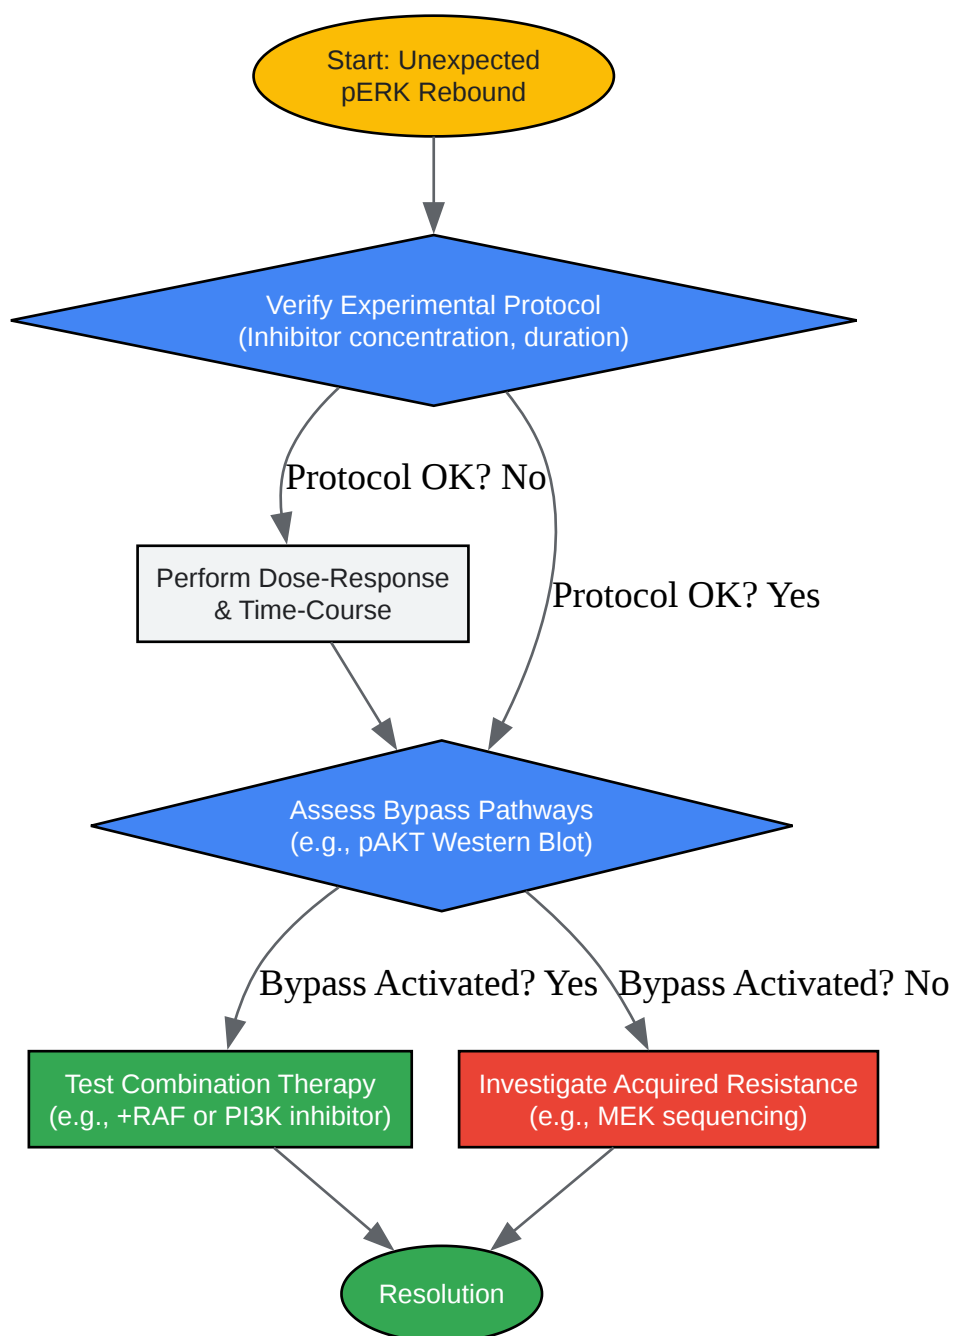 Start: Unexpected
pERK Rebound
Verify Experimental Protocol
(Inhibitor concentration, duration)
Protocol OK? No
Perform Dose-Response
& Time-Course
Protocol OK? Yes
Assess Bypass Pathways
(e.g., pAKT Western Blot)
Bypass Activated? Yes
Bypass Activated? No
Test Combination Therapy
(e.g., +RAF or PI3K inhibitor)
Investigate Acquired Resistance
(e.g., MEK sequencing)
Resolution